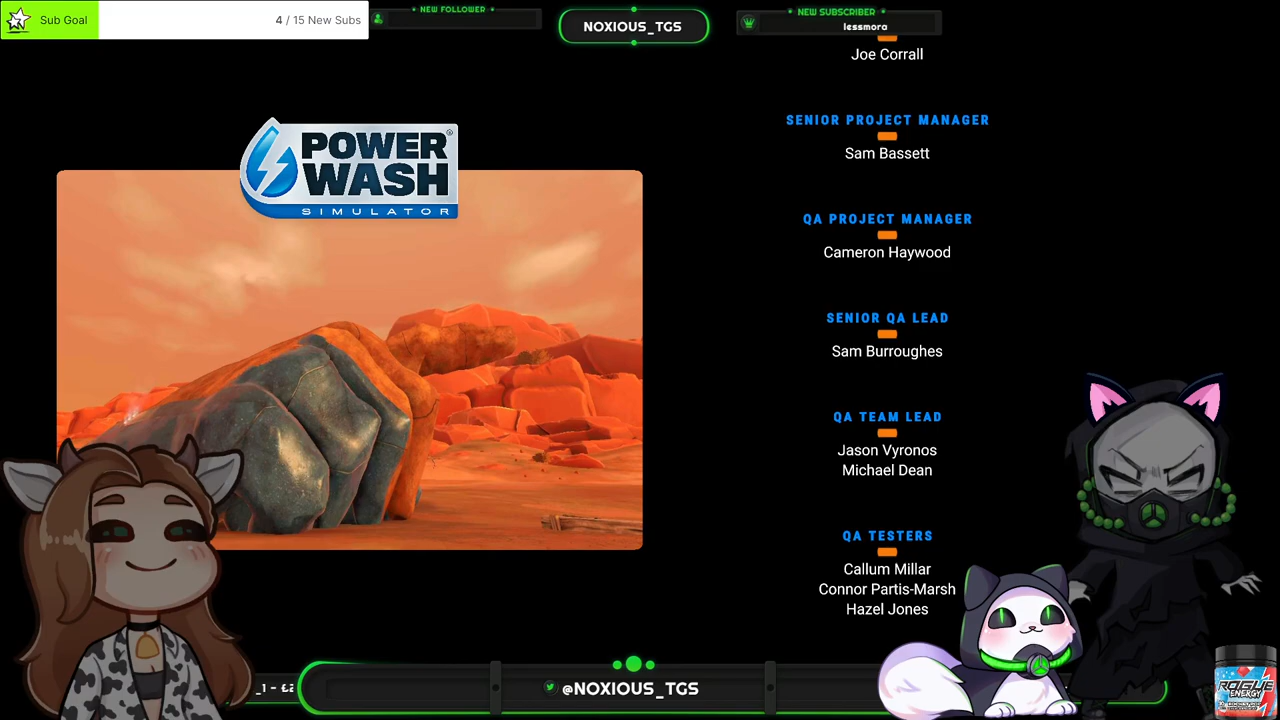 Sub Goal
4 / 15 New Subs
NEW FOLLOWER
NOXIOUS_TGS
NEW SUBSCRIBER
lessmora
Joe Corrall
SENIOR PROJECT MANAGER
Sam Bassett
QA PROJECT MANAGER
Cameron Haywood
SENIOR QA LEAD
Sam Burroughes
QA TEAM LEAD
Jason Vyronos
Michael Dean
QA TESTERS
Callum Millar
Connor Partis-Marsh
Hazel Jones
POWER
WASH
SIMULATOR
@NOXIOUS_TGS
ROGUE
ENERGY